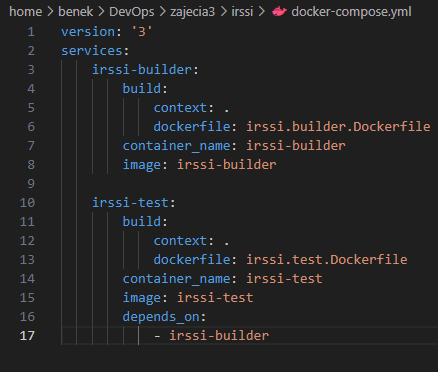 home > benek > DevOps > zajecia3 > irssi > docker-compose.yml
1 version: '3'
2 services:
3     irssi-builder:
4         build:
5             context: .
6             dockerfile: irssi.builder.Dockerfile
7         container_name: irssi-builder
8         image: irssi-builder
9
10     irssi-test:
11         build:
12             context: .
13             dockerfile: irssi.test.Dockerfile
14         container_name: irssi-test
15         image: irssi-test
16         depends_on:
17             - irssi-builder